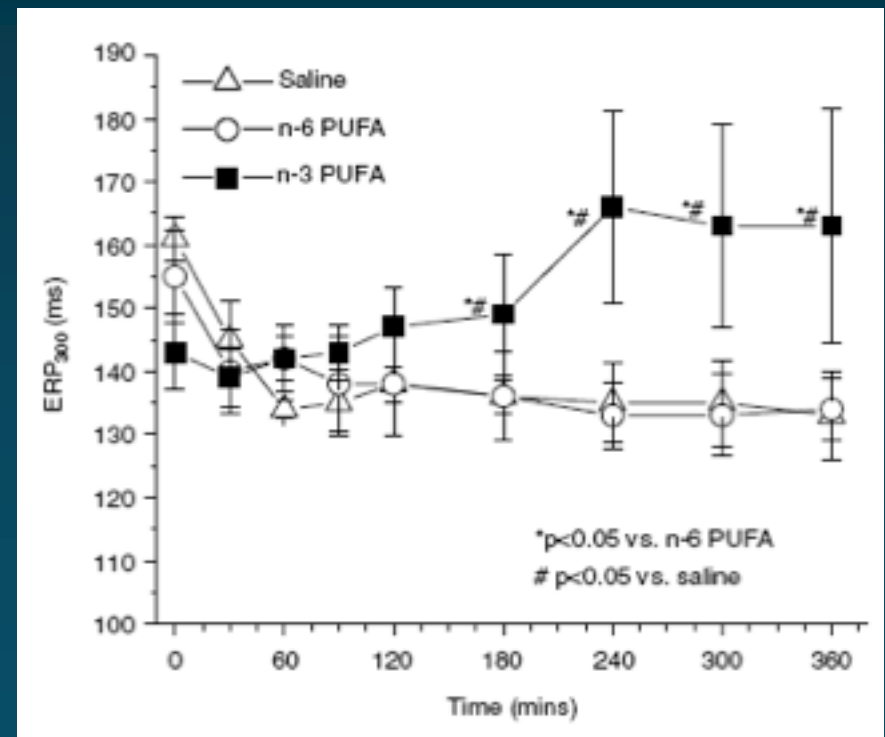 Saline
n-6 PUFA
n-3 PUFA
190
180
170
160
150
140
130
120
110
100
ERP300 (ms)
*#
*#
*#
*#
*p<0.05 vs. n-6 PUFA
# p<0.05 vs. saline
0 60 120 180 240 300 360
Time (mins)